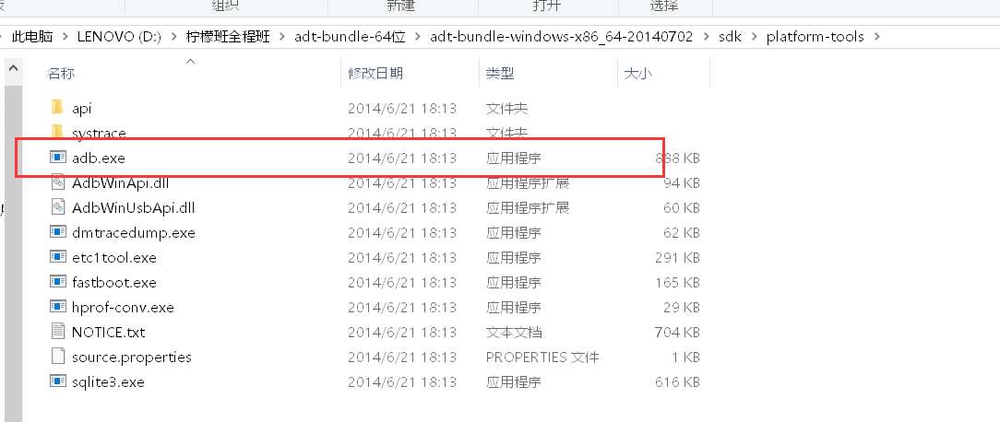 组织 新建 打开 选择
此电脑 LENOVO (D:) 柠檬班全程班 adt-bundle-64位 adt-bundle-windows-x86_64-20140702 sdk platform-tools
名称 修改日期 类型 大小
api 2014/6/21 18:13 文件夹
systrace 2014/6/21 18:13 文件夹
adb.exe 2014/6/21 18:13 应用程序 888 KB
AdbWinApi.dll 2014/6/21 18:13 应用程序扩展 94 KB
AdbWinUsbApi.dll 2014/6/21 18:13 应用程序扩展 60 KB
dmtracedump.exe 2014/6/21 18:13 应用程序 62 KB
etc1tool.exe 2014/6/21 18:13 应用程序 291 KB
fastboot.exe 2014/6/21 18:13 应用程序 165 KB
hprof-conv.exe 2014/6/21 18:13 应用程序 29 KB
NOTICE.txt 2014/6/21 18:13 文本文档 704 KB
source.properties 2014/6/21 18:13 PROPERTIES 文件 1 KB
sqlite3.exe 2014/6/21 18:13 应用程序 616 KB